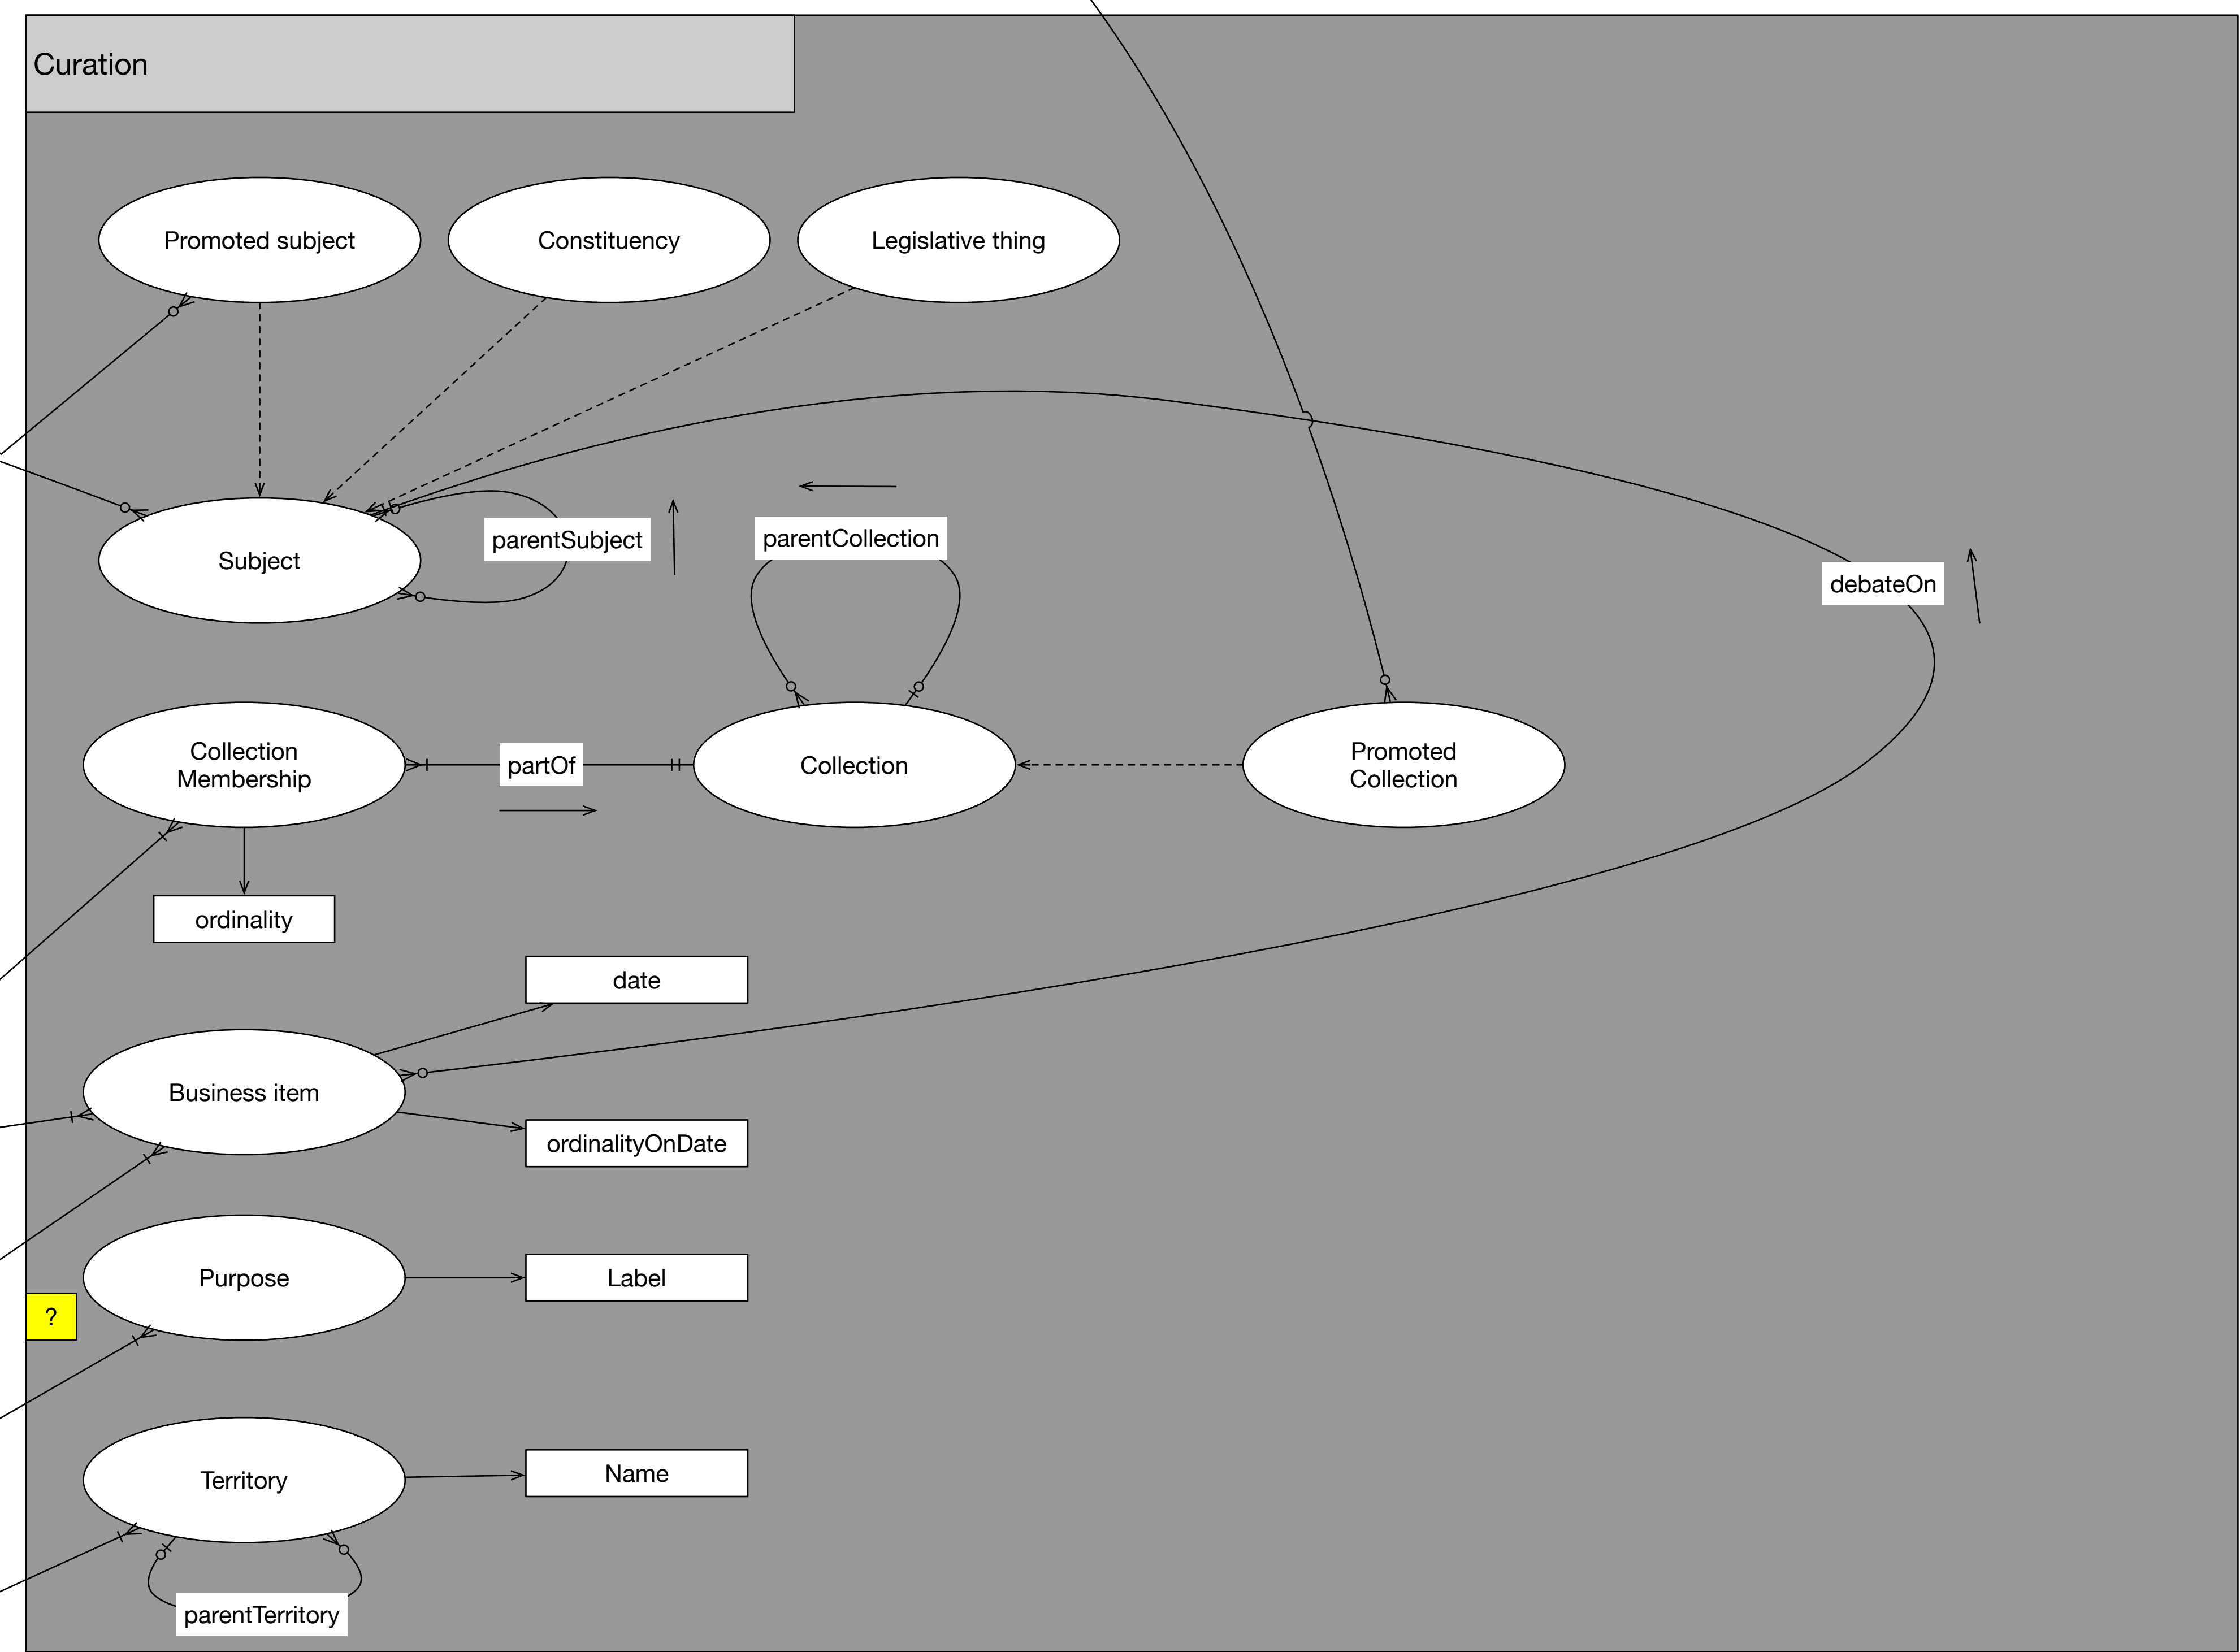 Curation
Promoted subject
Constituency
Legislative thing
Subject
parentSubject
parentCollection
debateOn
Collection
Membership
partOf
Collection
Promoted
Collection
ordinality
date
Business item
ordinalityOnDate
Purpose
Label
?
Territory
Name
parentTerritory